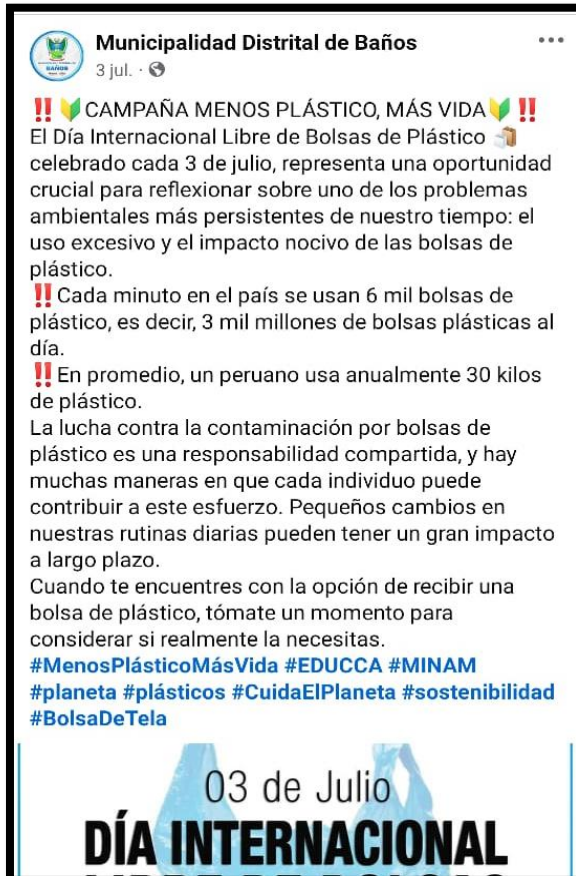 Municipalidad Distrital de Baños
3 jul. ·
‼️🔰CAMPAÑA MENOS PLÁSTICO, MÁS VIDA🔰‼️
El Día Internacional Libre de Bolsas de Plástico 🛍️
celebrado cada 3 de julio, representa una oportunidad
crucial para reflexionar sobre uno de los problemas
ambientales más persistentes de nuestro tiempo: el
uso excesivo y el impacto nocivo de las bolsas de
plástico.
‼️Cada minuto en el país se usan 6 mil bolsas de
plástico, es decir, 3 mil millones de bolsas plásticas al
día.
‼️En promedio, un peruano usa anualmente 30 kilos
de plástico.
La lucha contra la contaminación por bolsas de
plástico es una responsabilidad compartida, y hay
muchas maneras en que cada individuo puede
contribuir a este esfuerzo. Pequeños cambios en
nuestras rutinas diarias pueden tener un gran impacto
a largo plazo.
Cuando te encuentres con la opción de recibir una
bolsa de plástico, tómate un momento para
considerar si realmente la necesitas.
#MenosPlásticoMásVida #EDUCCA #MINAM
#planeta #plásticos #CuidaElPlaneta #sostenibilidad
#BolsaDeTela
03 de Julio
DÍA INTERNACIONAL